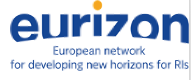 eurizon
European network
for developing new horizons for RIs